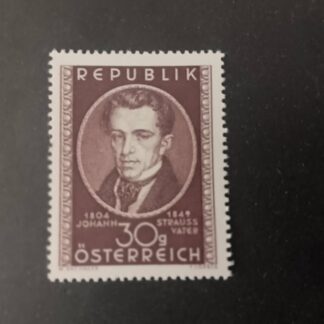 REPUBLIK
1804 1849
JOHANN STRAUSS
VATER
30g
ÖSTERREICH